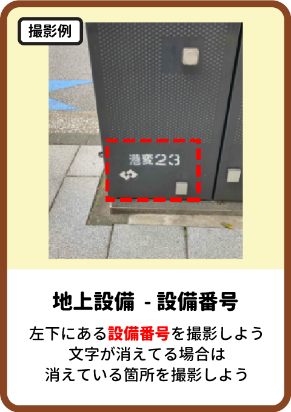 撮影例
港変23
地上設備 - 設備番号
左下にある設備番号を撮影しよう
文字が消えてる場合は
消えている箇所を撮影しよう